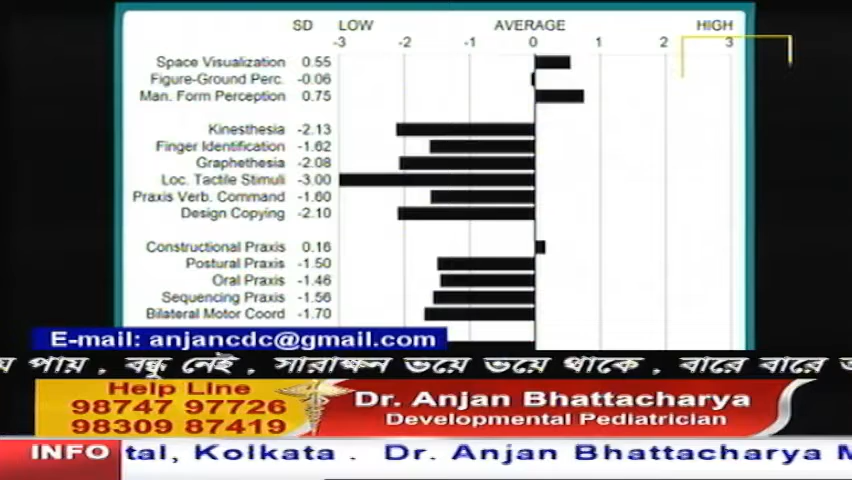 SD LOW AVERAGE HIGH
-3 -2 -1 0 1 2 3
Space Visualization 0.55
Figure-Ground Perc. -0.06
Man. Form Perception 0.75
Kinesthesia -2.13
Finger Identification -1.62
Graphethesia -2.08
Loc. Tactile Stimuli -3.00
Praxis Verb. Command -1.60
Design Copying -2.10
Constructional Praxis 0.16
Postural Praxis -1.50
Oral Praxis -1.46
Sequencing Praxis -1.56
Bilateral Motor Coord -1.70
E-mail: anjancdc@gmail.com
পায় , বন্ধু নেই , সারাক্ষন ভয়ে ভয়ে থাকে , বারে বারে
Help Line
98747 97726
98309 87419
Dr. Anjan Bhattacharya
Developmental Pediatrician
INFO tal, Kolkata . Dr. Anjan Bhattacharya M